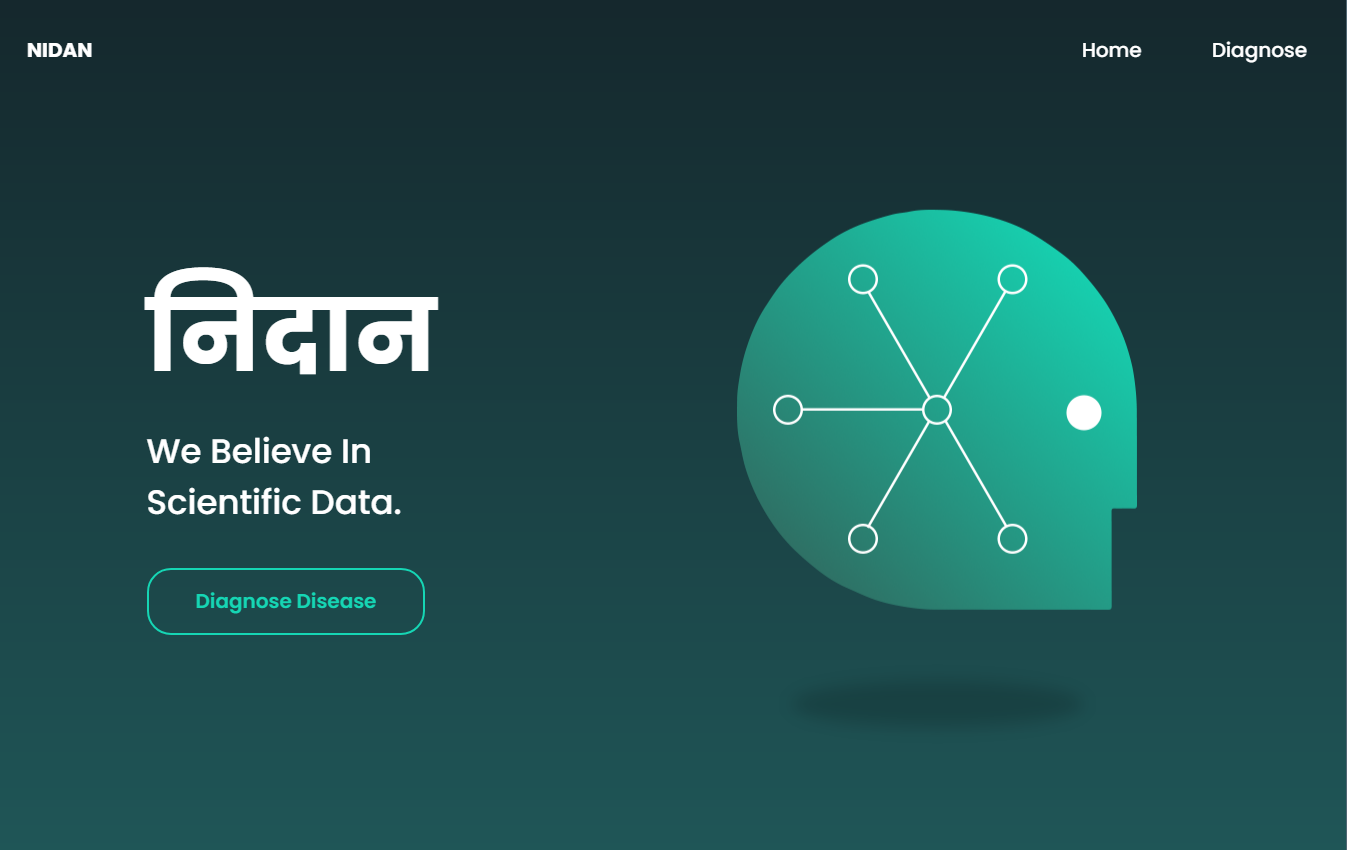 NIDAN
Home
Diagnose
निदान
We Believe In
Scientific Data.
Diagnose Disease